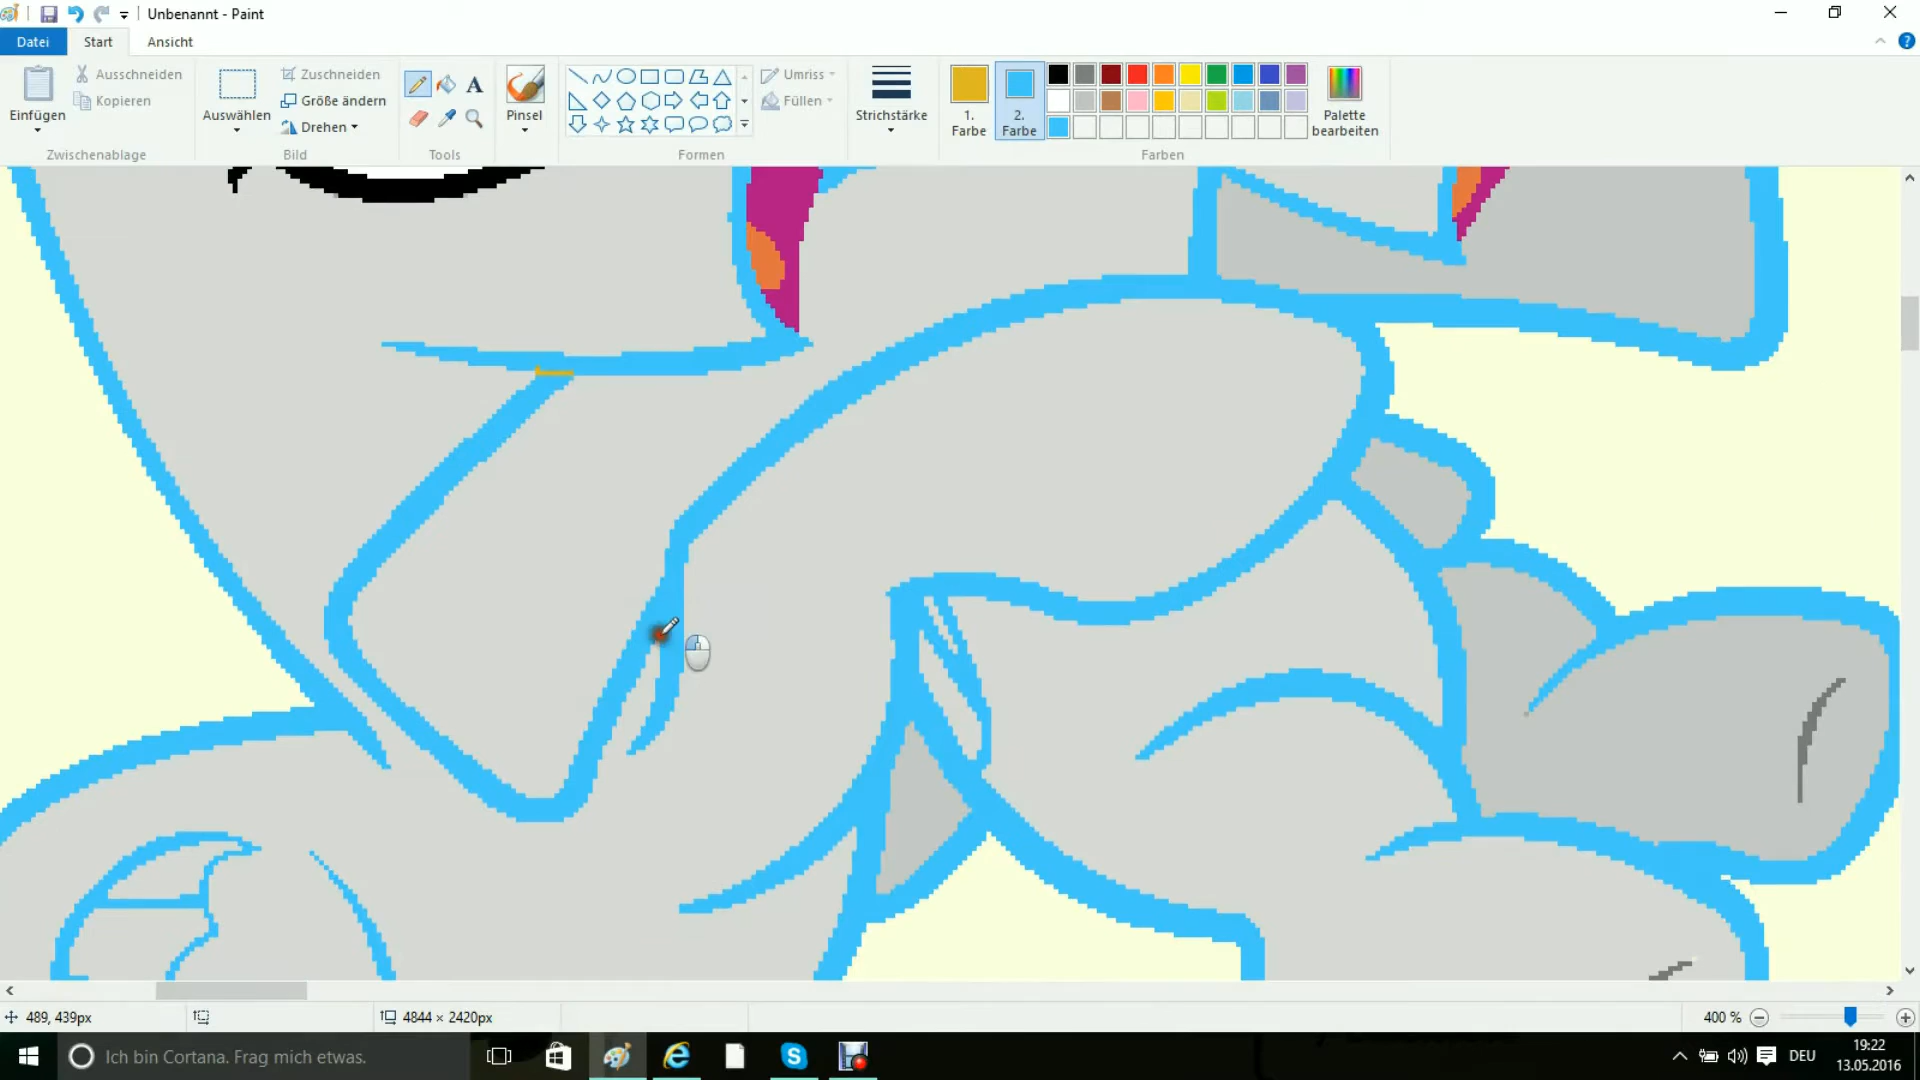 Unbenannt - Paint
Datei
Start
Ansicht
Einfügen
Ausschneiden
Kopieren
Zwischenablage
Auswählen
Zuschneiden
Größe ändern
Drehen
Bild
A
Tools
Pinsel
Umriss
Füllen
Formen
Strichstärke
1.
Farbe
2.
Farbe
Palette
bearbeiten
Farben
489, 439px
4844 × 2420px
400 %
Ich bin Cortana. Frag mich etwas.
DEU
19:22
13.05.2016